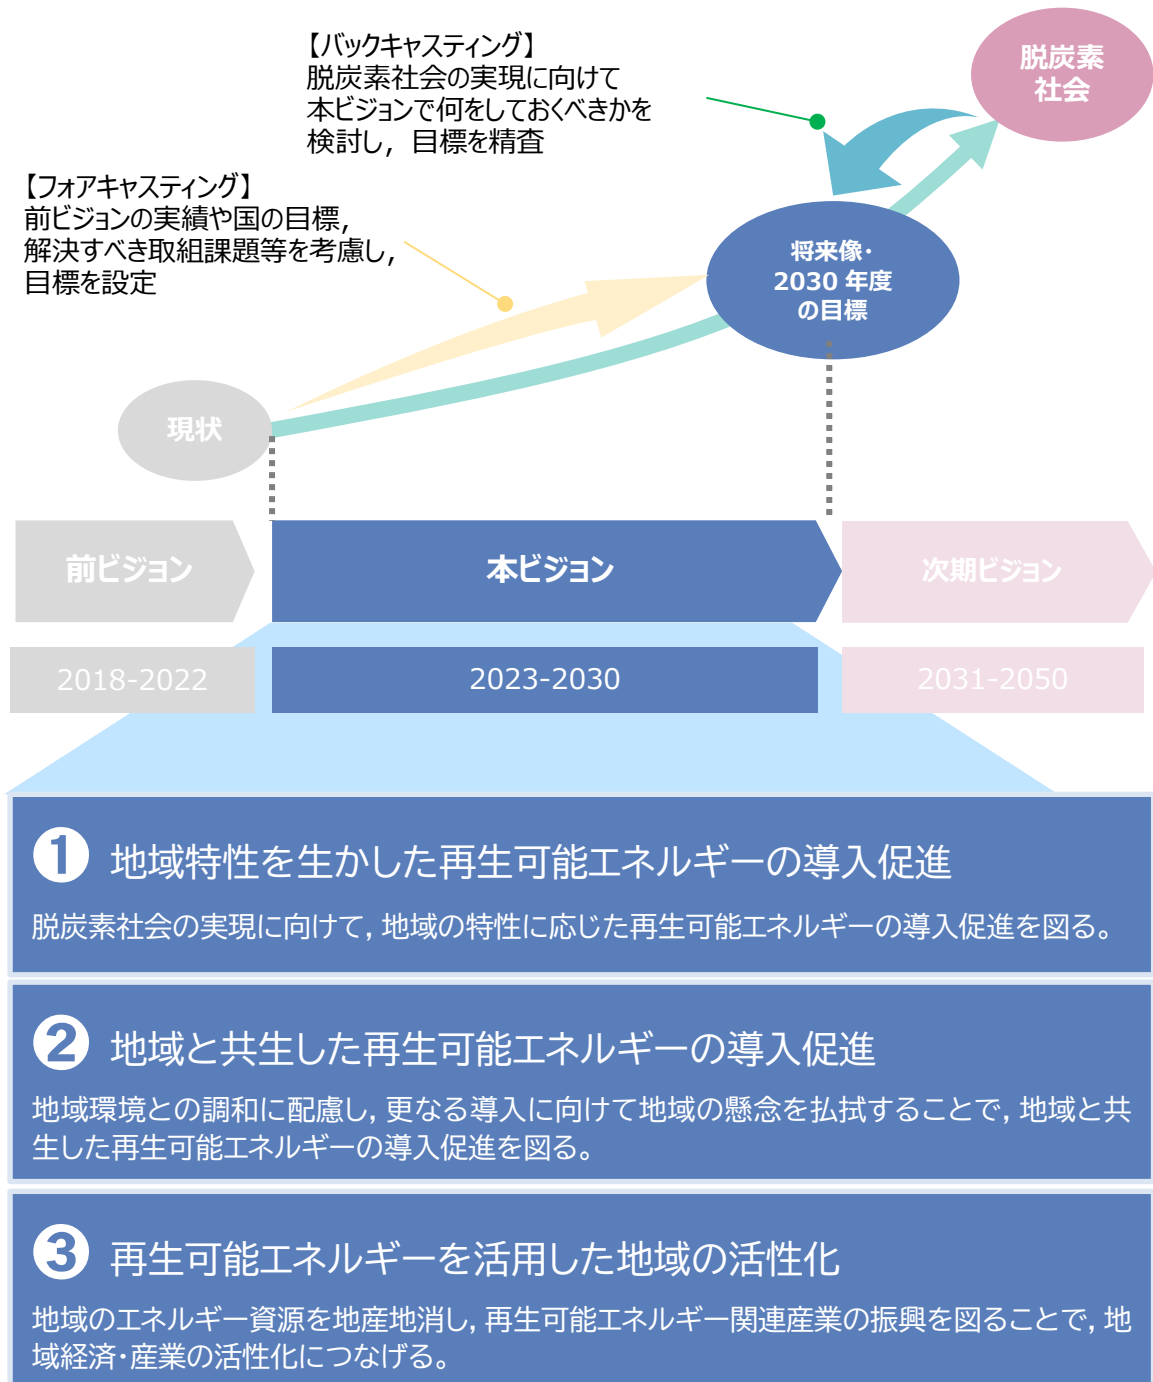 【バックキャスティング】
脱炭素社会の実現に向けて
本ビジョンで何をしておくべきかを
検討し，目標を精査
脱炭素
社会
【フォアキャスティング】
前ビジョンの実績や国の目標，
解決すべき取組課題等を考慮し，
目標を設定
将来像・
2030 年度
の目標
現状
前ビジョン
本ビジョン
次期ビジョン
2018-2022
2023-2030
2031-2050
❶ 地域特性を生かした再生可能エネルギーの導入促進
脱炭素社会の実現に向けて，地域の特性に応じた再生可能エネルギーの導入促進を図る。
❷ 地域と共生した再生可能エネルギーの導入促進
地域環境との調和に配慮し，更なる導入に向けて地域の懸念を払拭することで，地域と共
生した再生可能エネルギーの導入促進を図る。
❸ 再生可能エネルギーを活用した地域の活性化
地域のエネルギー資源を地産地消し，再生可能エネルギー関連産業の振興を図ることで，地
域経済・産業の活性化につなげる。